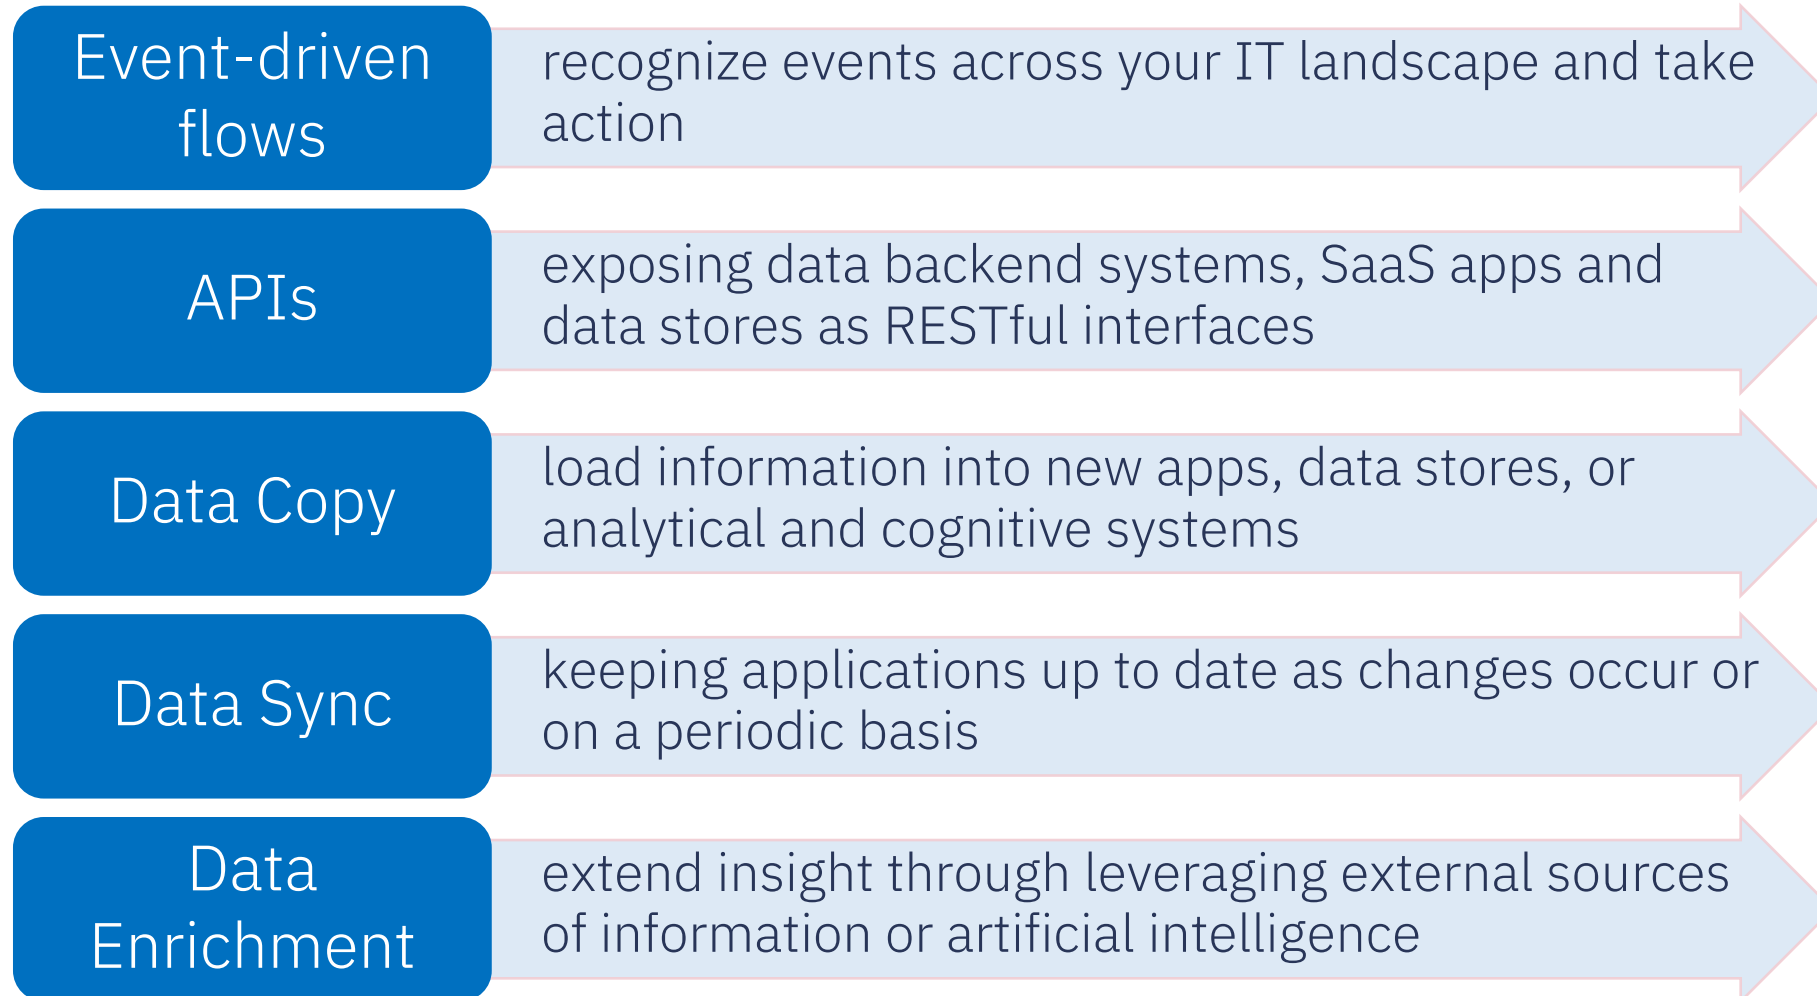 Event-driven
flows
recognize events across your IT landscape and take
action
APIs
exposing data backend systems, SaaS apps and
data stores as RESTful interfaces
Data Copy
load information into new apps, data stores, or
analytical and cognitive systems
Data Sync
keeping applications up to date as changes occur or
on a periodic basis
Data
Enrichment
extend insight through leveraging external sources
of information or artificial intelligence